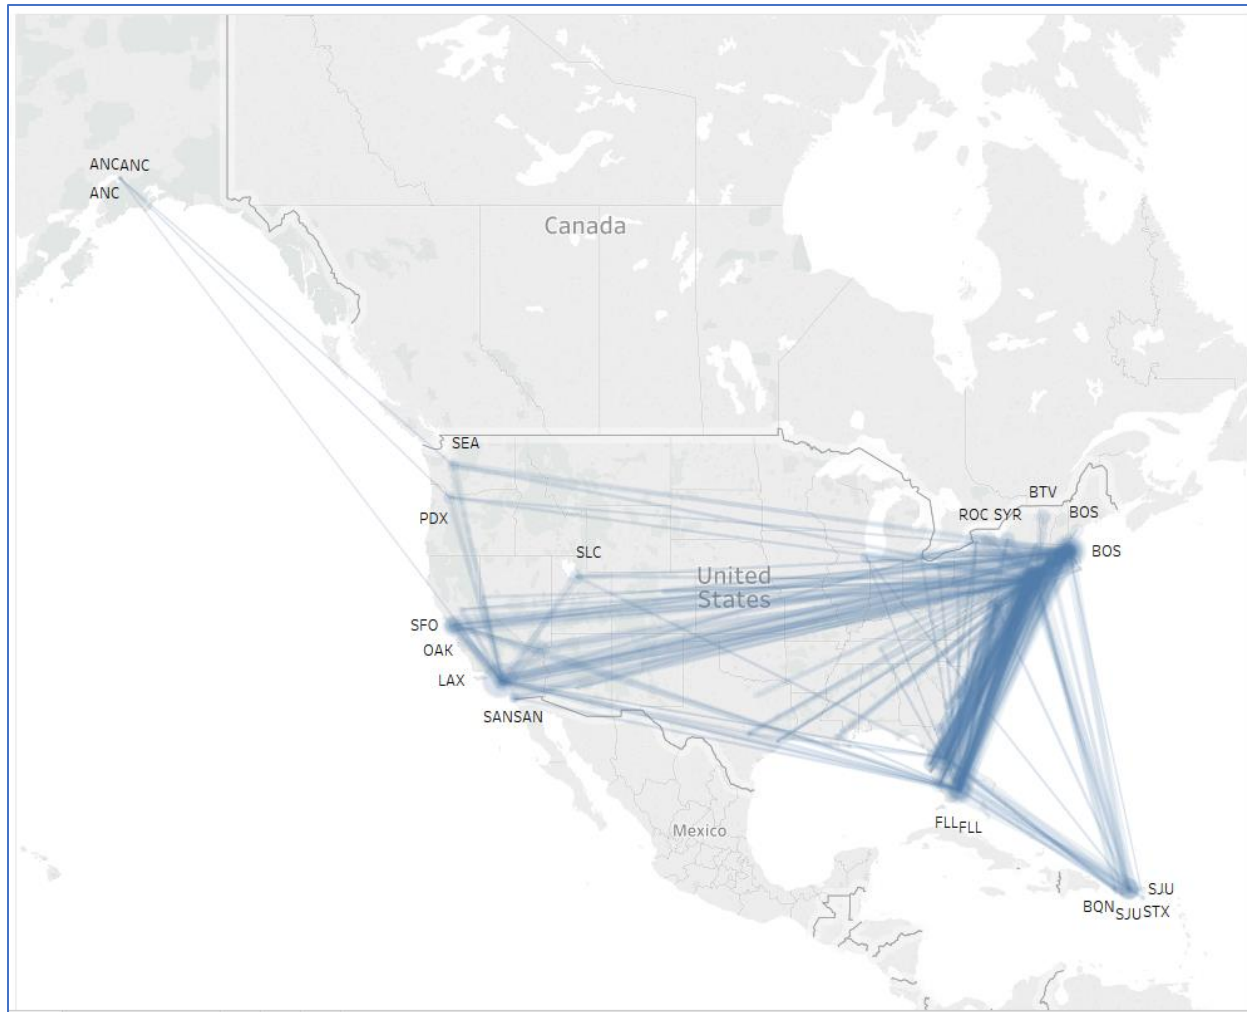 ANCANC
ANC
Canada
SEA
BTV
ROC SYR
BOS
PDX
BOS
SLC
United
States
SFO
OAK
LAX
SANSAN
FLLFLL
Mexico
SJU
BQNSJUSTX